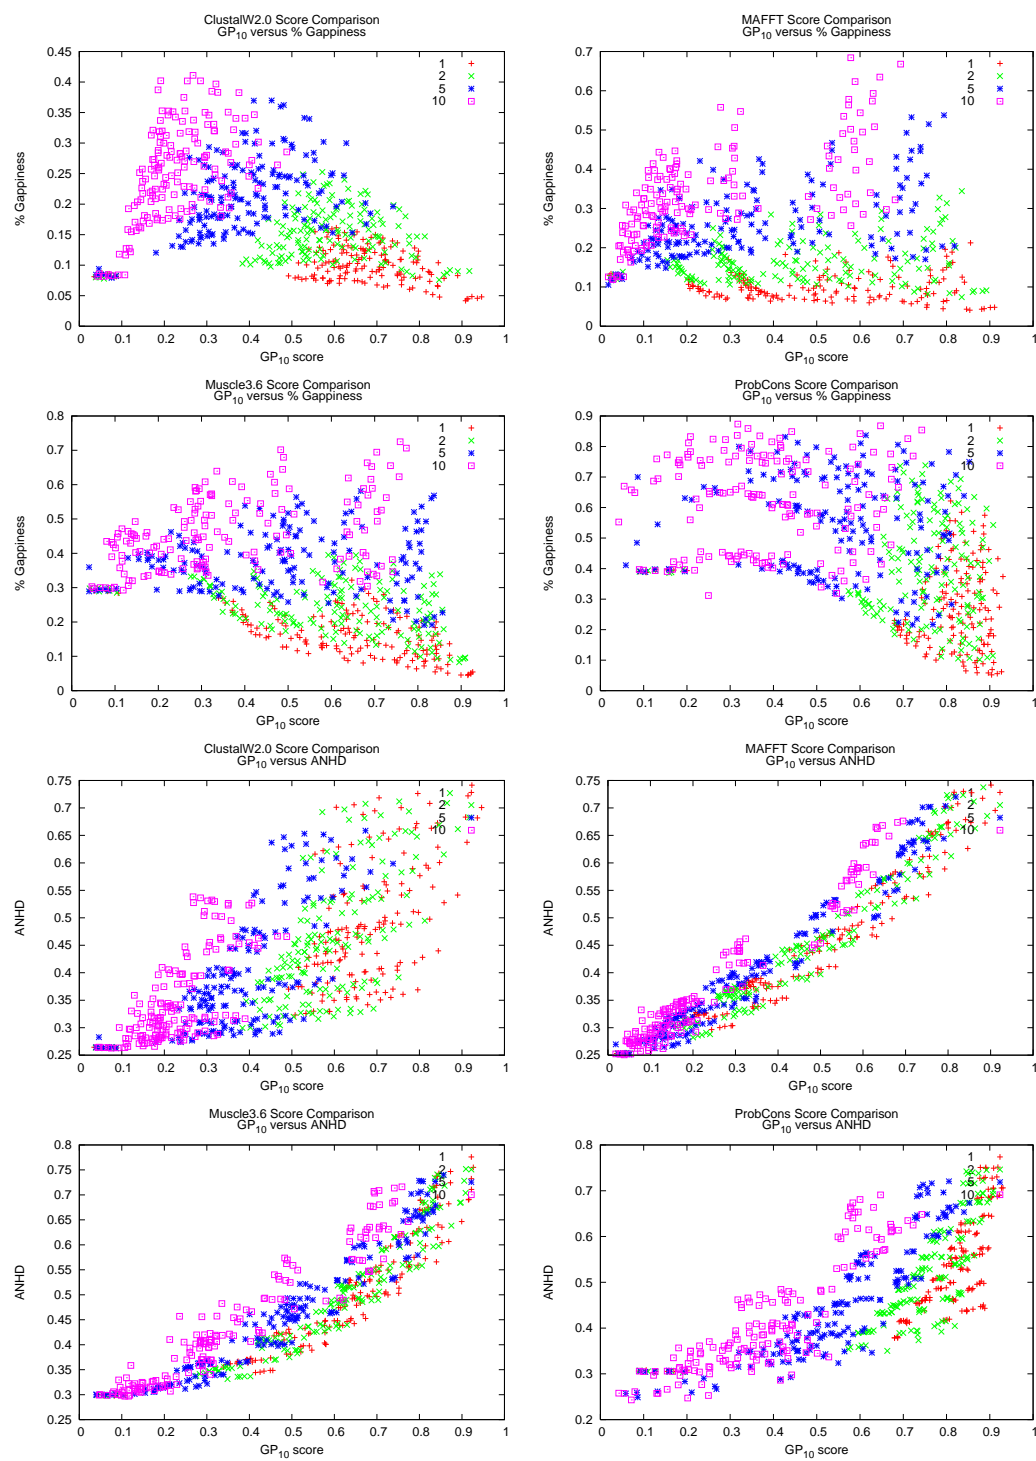 ClustalW2.0 Score Comparison
GP10 versus % Gappiness
% Gappiness
0.45
0.4
0.35
0.3
0.25
0.2
0.15
0.1
0.05
0
1
2
5
10
0 0.1 0.2 0.3 0.4 0.5 0.6 0.7 0.8 0.9 1
GP10 score
MAFFT Score Comparison
GP10 versus % Gappiness
% Gappiness
0.7
0.6
0.5
0.4
0.3
0.2
0.1
0
1
2
5
10
0 0.1 0.2 0.3 0.4 0.5 0.6 0.7 0.8 0.9 1
GP10 score
Muscle3.6 Score Comparison
GP10 versus % Gappiness
% Gappiness
0.8
0.7
0.6
0.5
0.4
0.3
0.2
0.1
0
1
2
5
10
0 0.1 0.2 0.3 0.4 0.5 0.6 0.7 0.8 0.9 1
GP10 score
ProbCons Score Comparison
GP10 versus % Gappiness
% Gappiness
0.9
0.8
0.7
0.6
0.5
0.4
0.3
0.2
0.1
0
1
2
5
10
0 0.1 0.2 0.3 0.4 0.5 0.6 0.7 0.8 0.9 1
GP10 score
ClustalW2.0 Score Comparison
GP10 versus ANHD
ANHD
0.75
0.7
0.65
0.6
0.55
0.5
0.45
0.4
0.35
0.3
0.25
1
2
5
10
0 0.1 0.2 0.3 0.4 0.5 0.6 0.7 0.8 0.9 1
GP10 score
MAFFT Score Comparison
GP10 versus ANHD
ANHD
0.75
0.7
0.65
0.6
0.55
0.5
0.45
0.4
0.35
0.3
0.25
1
2
5
10
0 0.1 0.2 0.3 0.4 0.5 0.6 0.7 0.8 0.9 1
GP10 score
Muscle3.6 Score Comparison
GP10 versus ANHD
ANHD
0.8
0.75
0.7
0.65
0.6
0.55
0.5
0.45
0.4
0.35
0.3
0.25
1
2
5
10
0 0.1 0.2 0.3 0.4 0.5 0.6 0.7 0.8 0.9 1
GP10 score
ProbCons Score Comparison
GP10 versus ANHD
ANHD
0.8
0.7
0.6
0.5
0.4
0.3
0.2
1
2
5
10
0 0.1 0.2 0.3 0.4 0.5 0.6 0.7 0.8 0.9 1
GP10 score